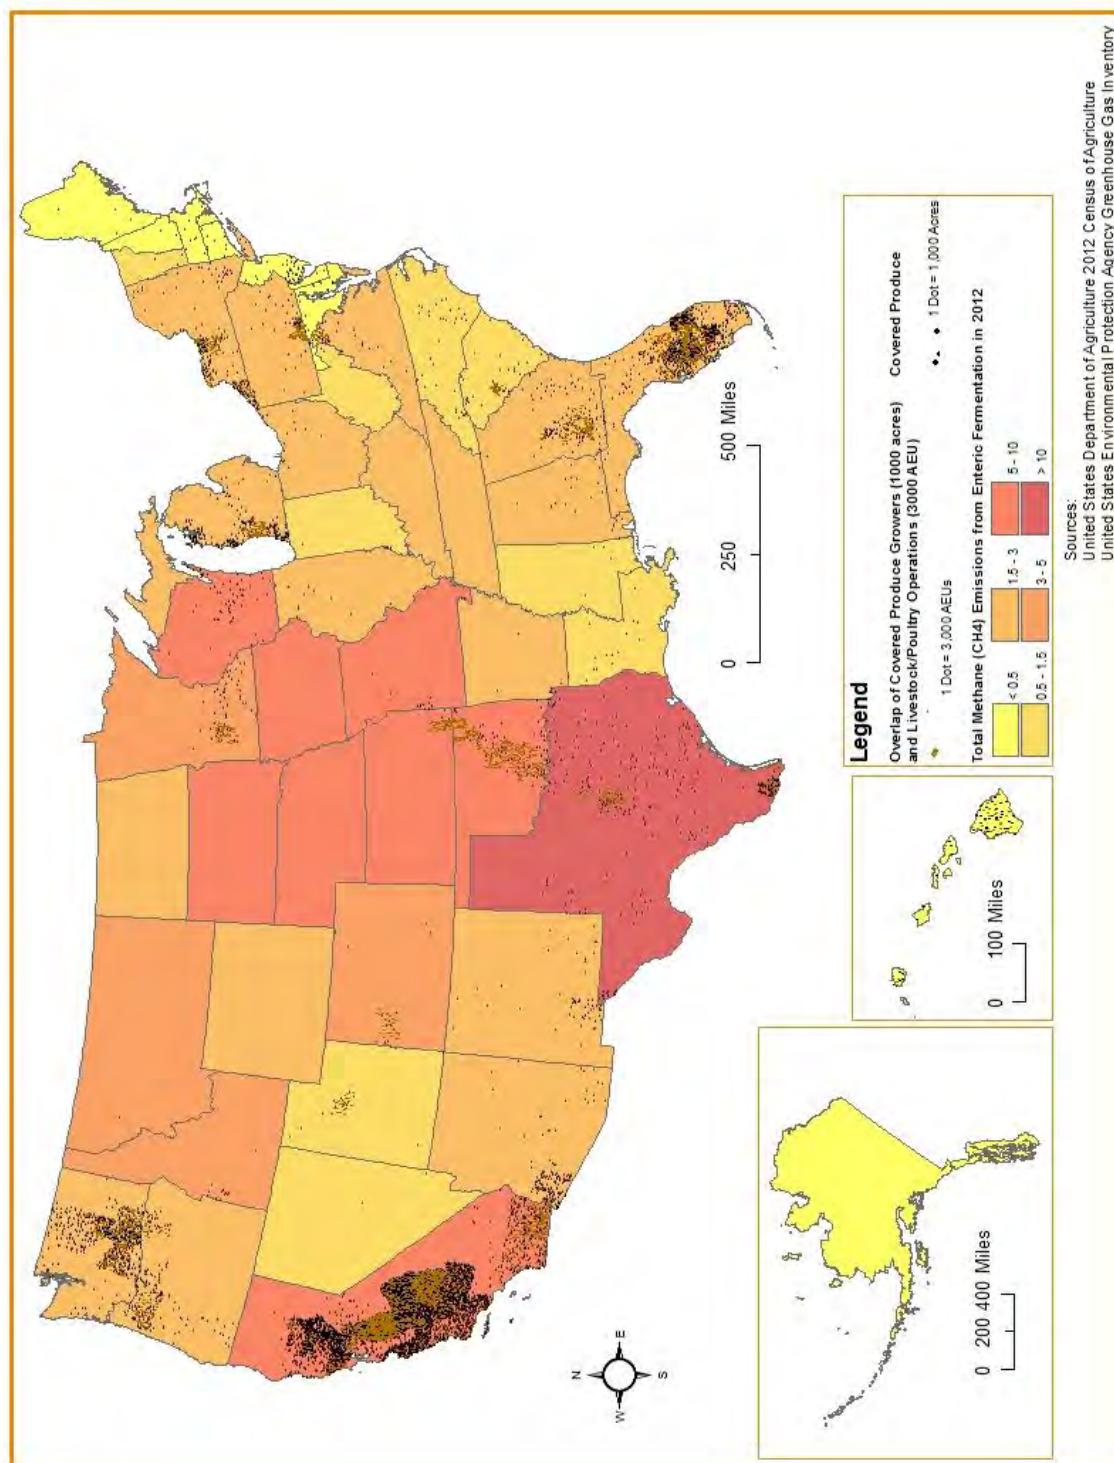 0 250 500 Miles
N
W E
S
0 200 400 Miles
0 100 Miles
Legend
Overlap of Covered Produce Growers (1000 acres)
and Livestock/Poultry Operation (3000 AEU)
Covered Produce
1 Dot = 3,000 AEUs
1 Dot = 1,000 Acres
Total Methane (CH4) Emissions from Enteric Fermentation in 2012
< 0.5 1.5 - 3 5 - 10
0.5 - 1.5 3 - 5 > 10
Sources:
United States Department of Agriculture 2012 Census of Agriculture
United States Environmental Protection Agency Greenhouse Gas Inventory